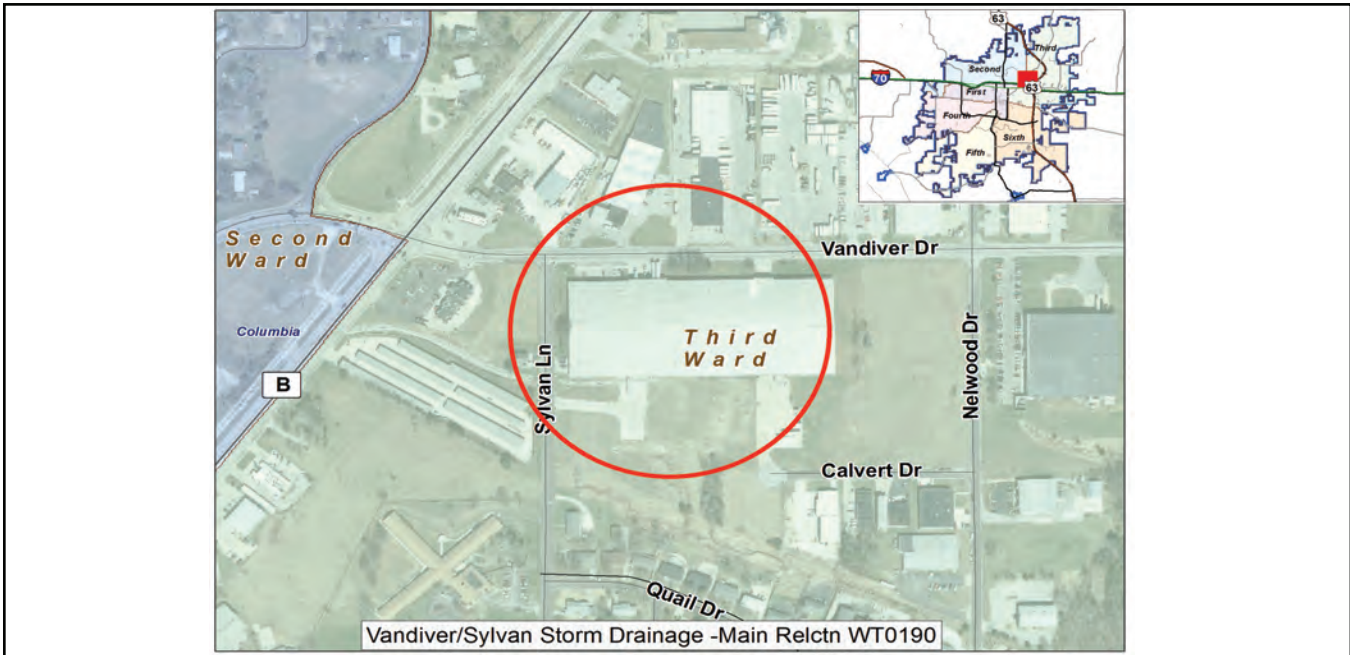 63
Third
Second
70
63
First
Fourth
Sixth
Fifth
Second
Ward
Vandiver Dr
Columbia
Third
Ward
B
Sylvan Ln
Nelwood Dr
Calvert Dr
Quail Dr
Vandiver/Sylvan Storm Drainage -Main Relctn WT0190